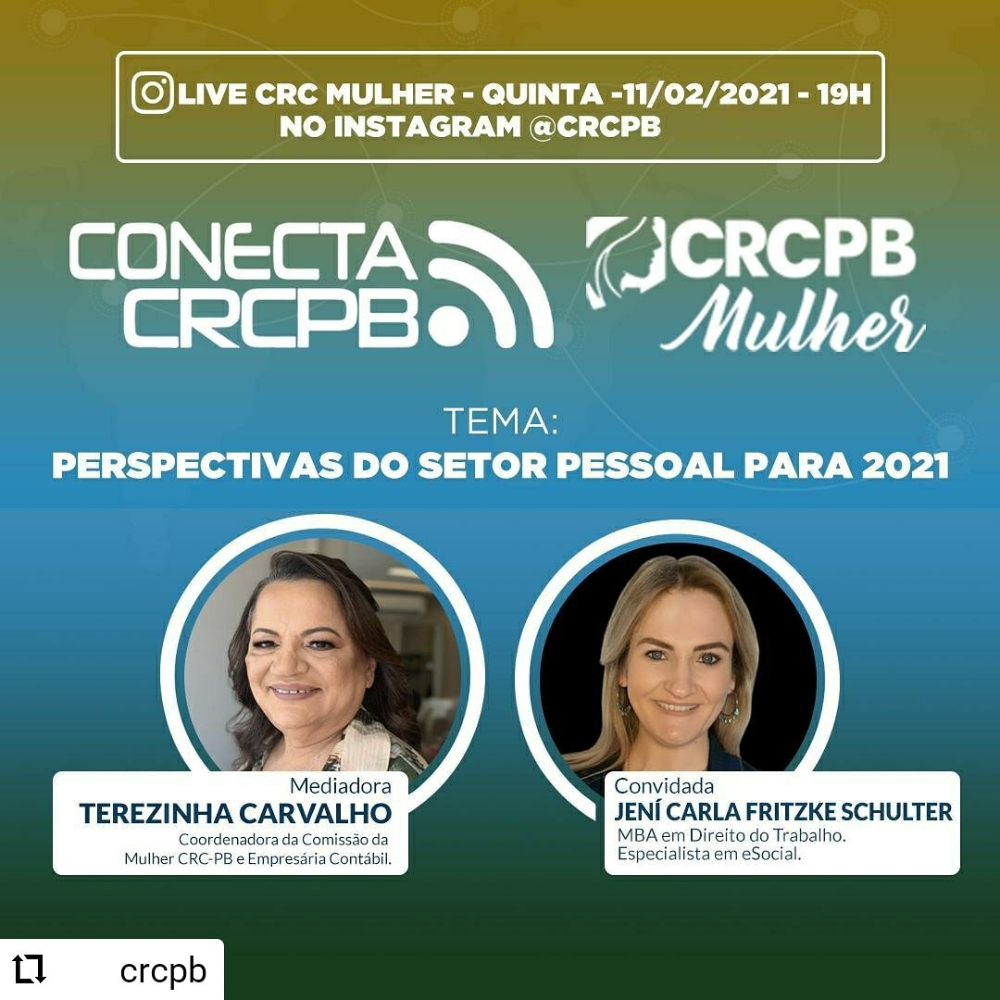 LIVE CRC MULHER - QUINTA -11/02/2021 - 19H
NO INSTAGRAM @CRCPB
CONECTA
CRCPB
CRCPB
Mulher
TEMA:
PERSPECTIVAS DO SETOR PESSOAL PARA 2021
Mediadora
TEREZINHA CARVALHO
Coordenadora da Comissão da
Mulher CRC-PB e Empresária Contábil.
Convidada
JENÍ CARLA FRITZKE SCHULTER
MBA em Direito do Trabalho.
Especialista em eSocial.
crcpb